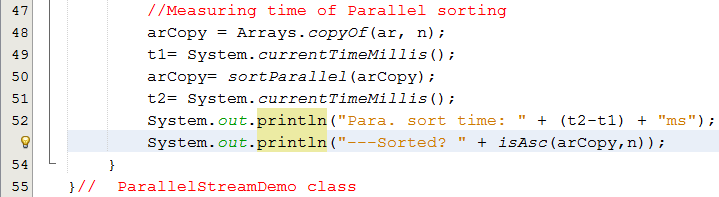 47 //Measuring time of Parallel sorting
48 arCopy = Arrays.copyOf(ar, n);
49 t1= System.currentTimeMillis();
50 arCopy= sortParallel(arCopy);
51 t2= System.currentTimeMillis();
52 System.out.println("Para. sort time: " + (t2-t1) + "ms");
System.out.println("---Sorted? " + isAsc(arCopy,n));
54 }
55 }// ParallelStreamDemo class